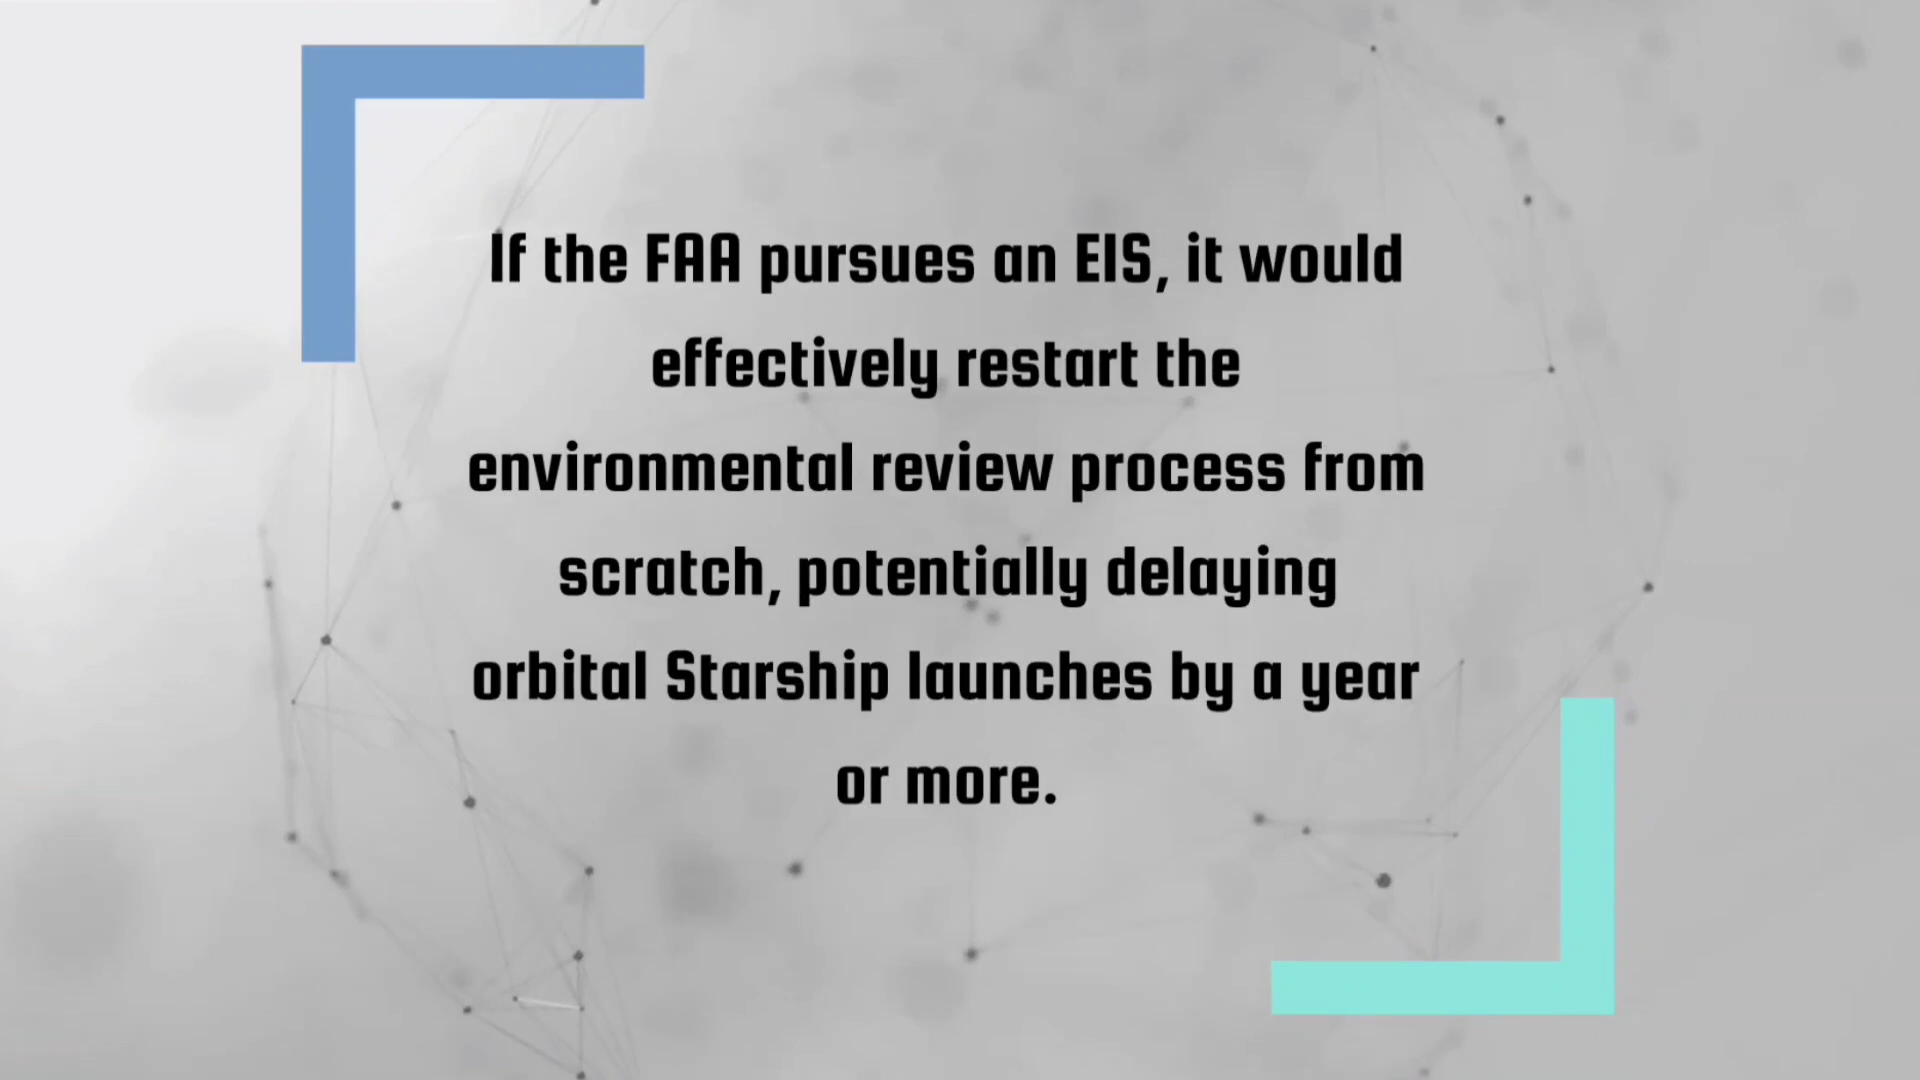 If the FAA pursues an EIS, it would
effectively restart the
environmental review process from
scratch, potentially delaying
orbital Starship launches by a year
or more.